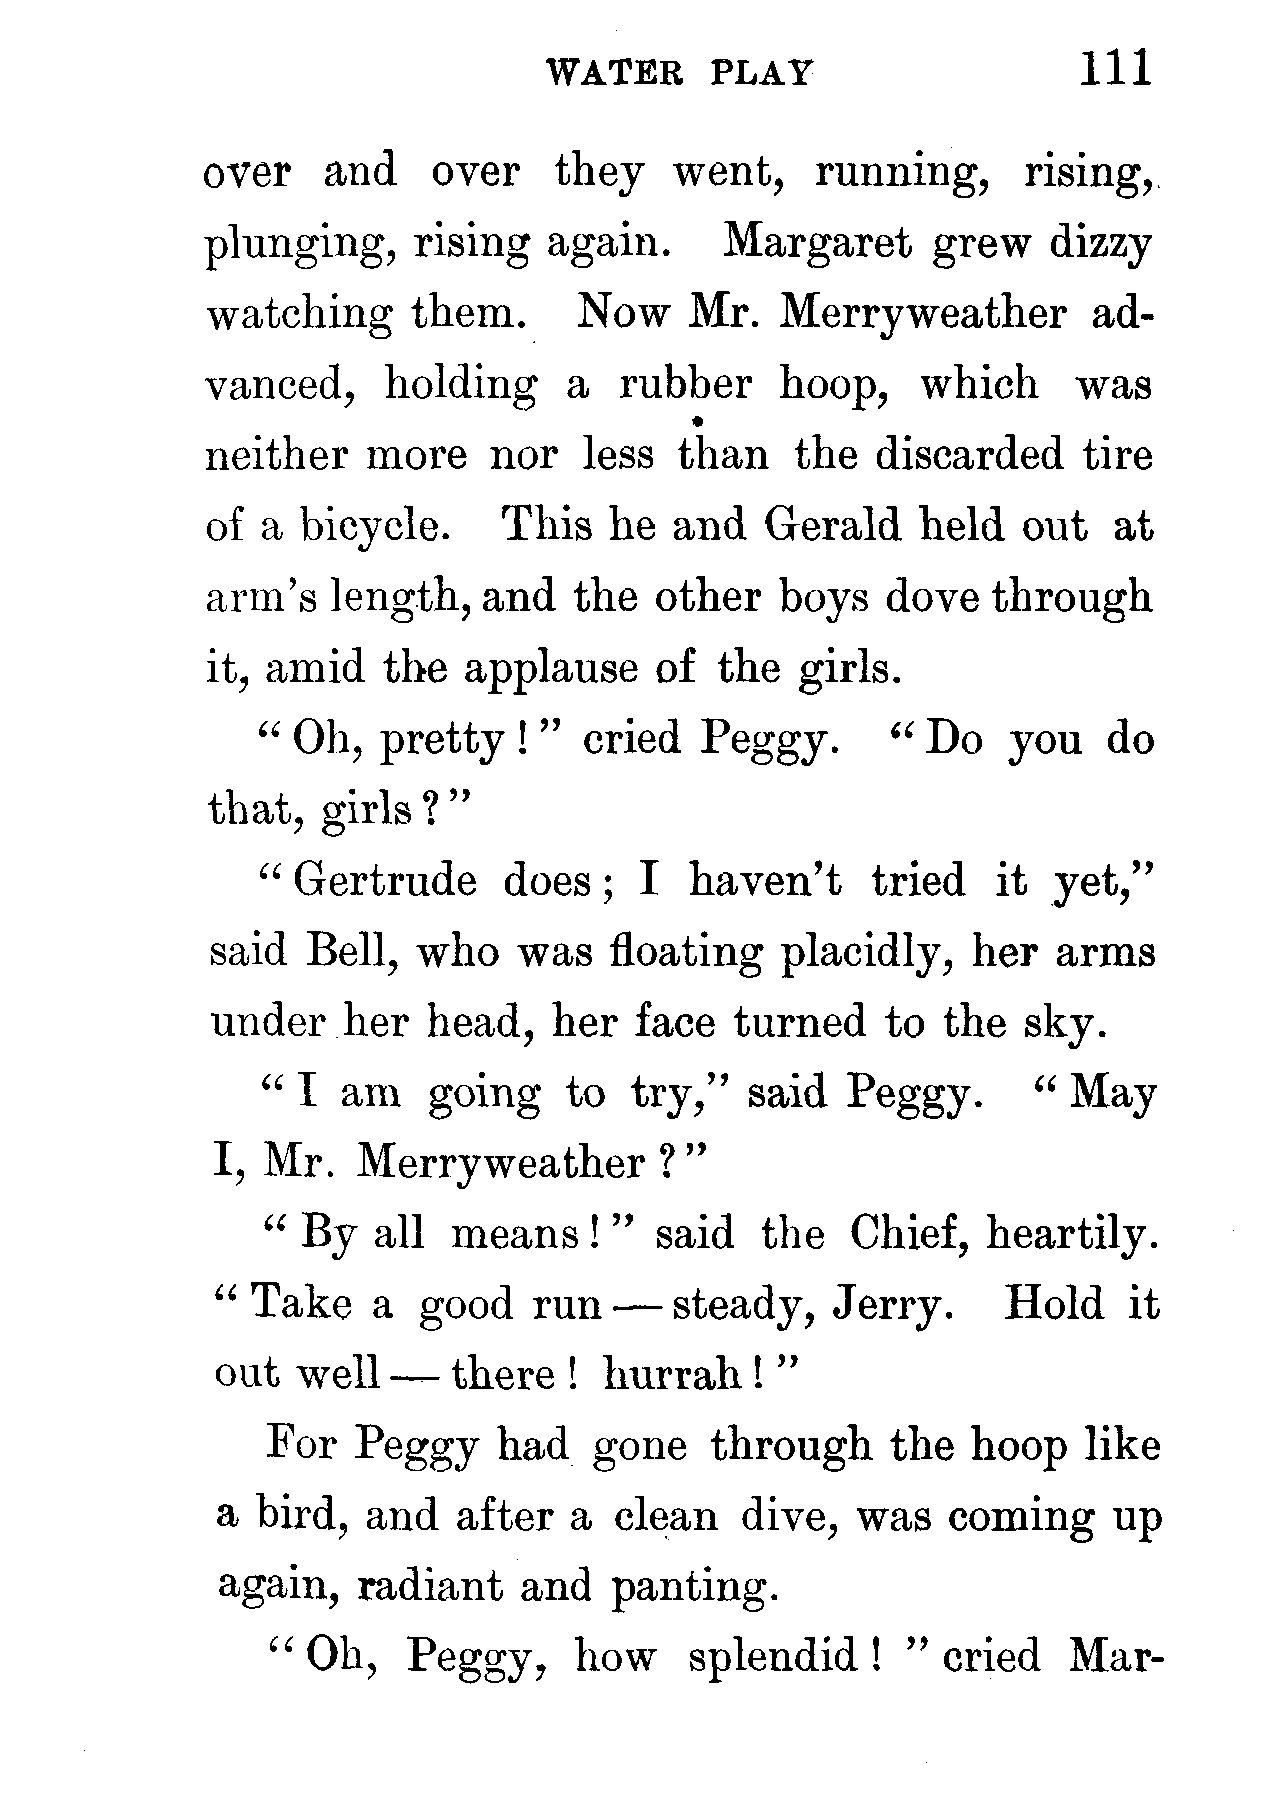 WATER PLAY 111
over and over they went, running, rising,
plunging, rising again. Margaret grew dizzy
watching them. Now Mr. Merryweather ad-
vanced, holding a rubber hoop, which was
neither more nor less than the discarded tire
of a bicycle. This he and Gerald held out at
arm's length, and the other boys dove through
it, amid the applause of the girls.
"Oh, pretty!" cried Peggy. "Do you do
that, girls?"
"Gertrude does; I haven't tried it yet,"
said Bell, who was floating placidly, her arms
under her head, her face turned to the sky.
"I am going to try," said Peggy. "May
I, Mr. Merryweather?"
"By all means!" said the Chief, heartily.
"Take a good run — steady, Jerry. Hold it
out well — there! hurrah!"
For Peggy had gone through the hoop like
a bird, and after a clean dive, was coming up
again, radiant and panting.
"Oh, Peggy, how splendid!" cried Mar-